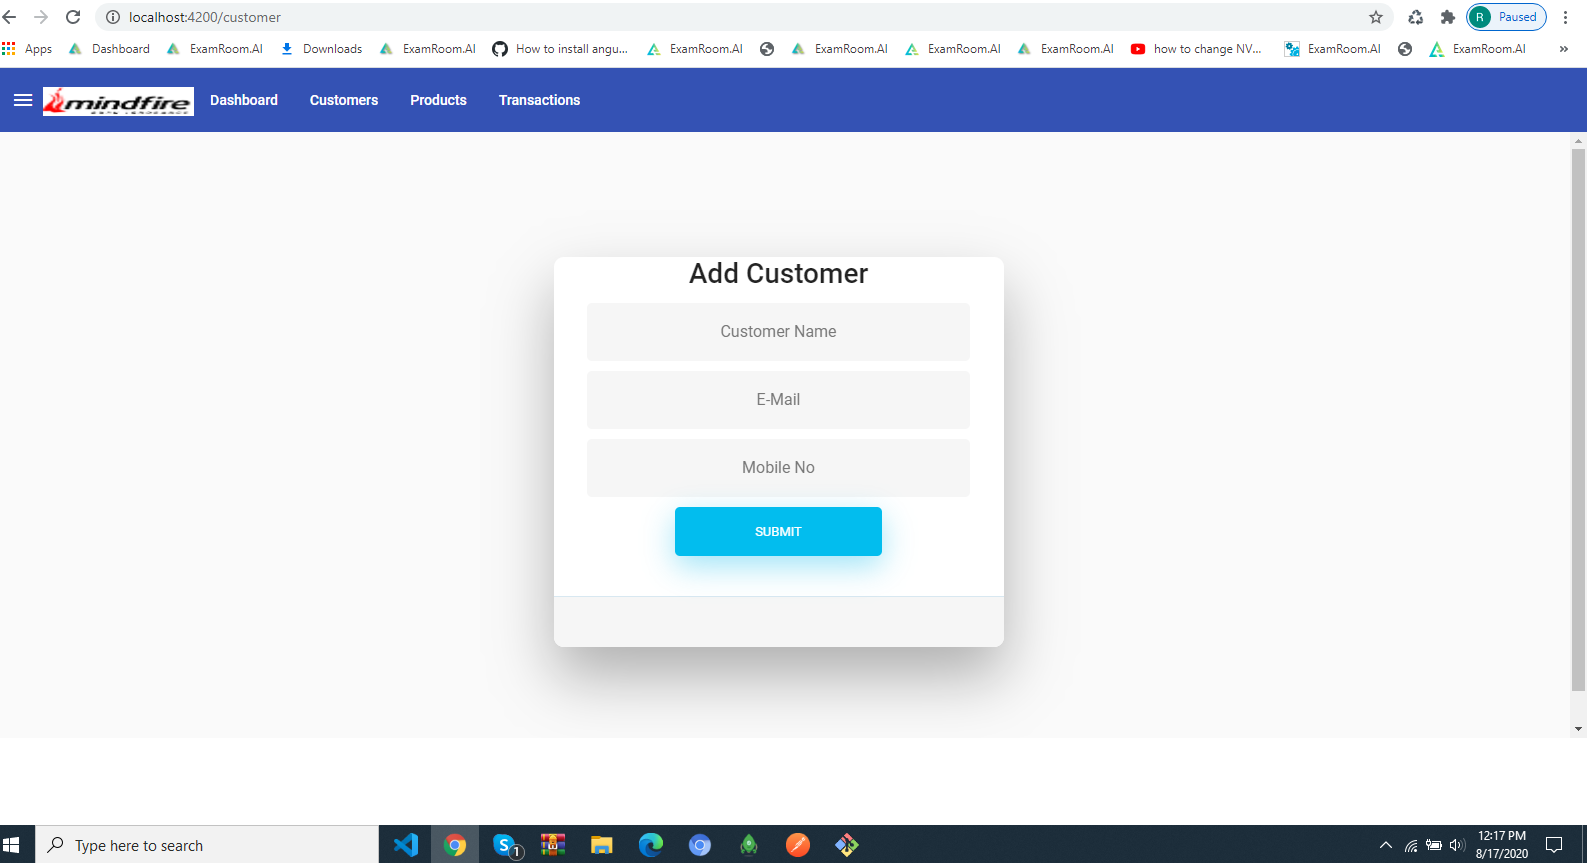 localhost:4200/customer
R Paused
Apps Dashboard ExamRoom.AI Downloads ExamRoom.AI How to install angu... ExamRoom.AI ExamRoom.AI ExamRoom.AI ExamRoom.AI how to change NV... ExamRoom.AI ExamRoom.AI »
mindfire Dashboard Customers Products Transactions
Add Customer
Customer Name
E-Mail
Mobile No
SUBMIT
Type here to search
S 1
12:17 PM
8/17/2020